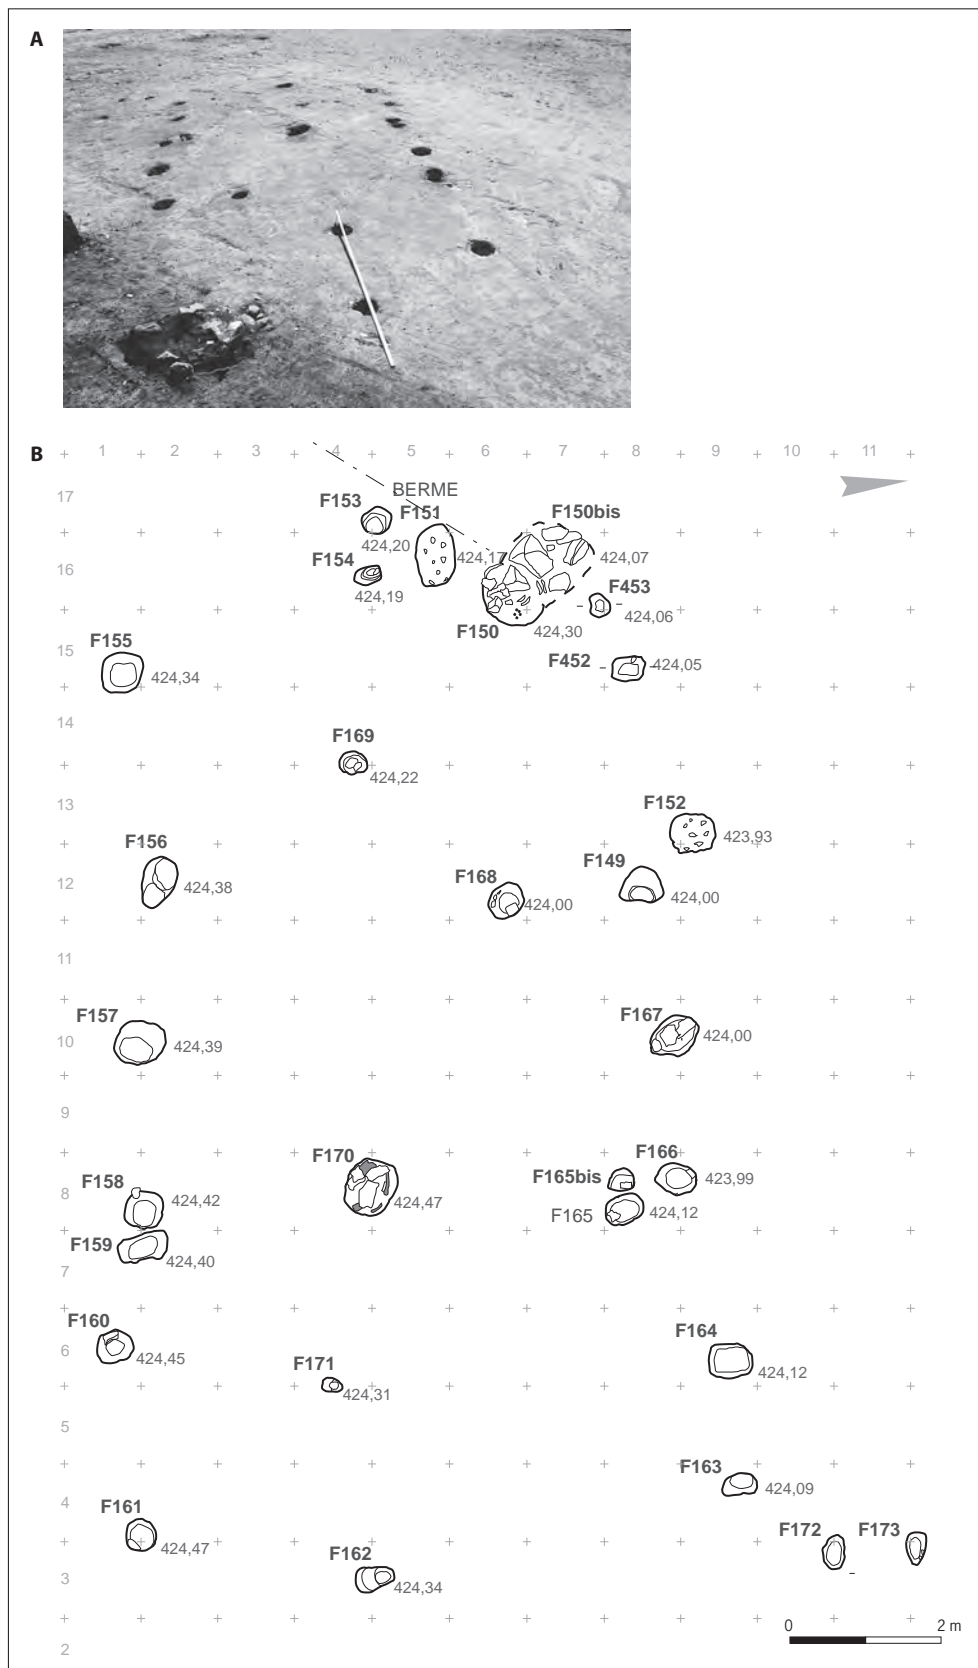 A
B
1 2 3 4 5 6 7 8 9 10 11
17
BERME
F153
F151
F150bis
424,20
424,17
424,07
F154
16
424,19
F453
424,06
F150
424,30
F155
15
424,34
F452
424,05
14
F169
424,22
13
F152
423,93
F156
12
424,38
F168
424,00
F149
424,00
11
F157
10
424,39
F167
424,00
9
F170
F166
F165bis
423,99
F158
8
424,42
424,47
F165
424,12
F159
424,40
7
F160
6
424,45
F164
424,12
F171
424,31
5
F163
424,09
4
F161
424,47
F172
F173
F162
3
424,34
0
2 m
2